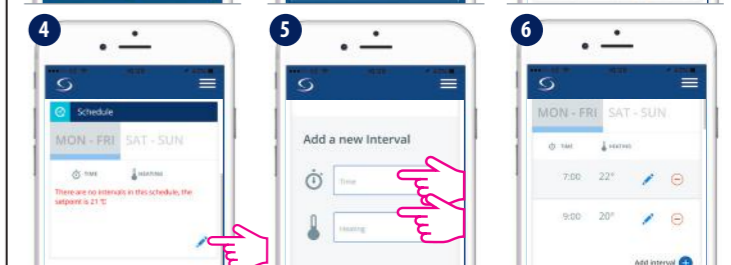 4
Schedule
MON - FRI SAT - SUN
TIME HEATING
There are no intervals in this schedule, the
setpoint is 21 °C
5
Add a new Interval
Time
Heating
6
MON - FRI SAT - SUN
TIME HEATING
7:00 22°
9:00 20°
Add interval